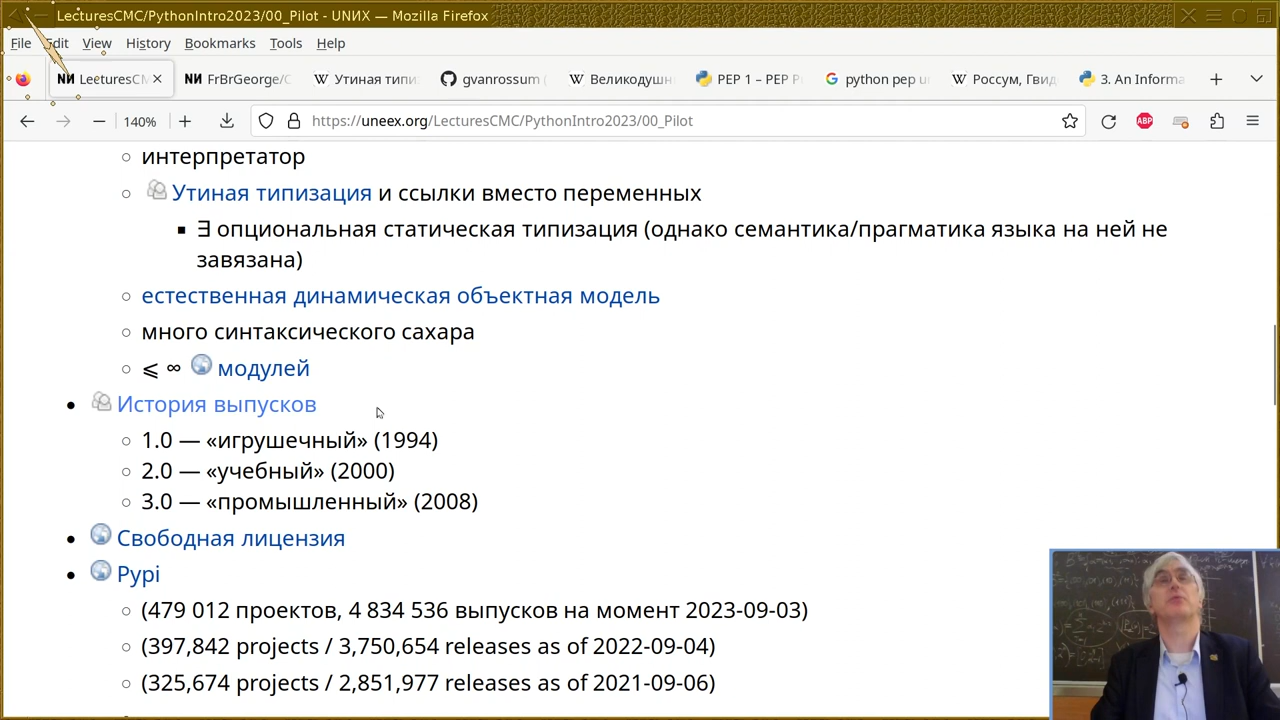 LecturesCMC/PythonIntro2023/00_Pilot - UNИX — Mozilla Firefox
File Edit View History Bookmarks Tools Help
LecturesCM FrBrGeorge/C Утиная типи gvanrossum ( Великодушн PEP 1 – PEP P python pep ur Россум, Гвид 3. An Informa
140% https://uneex.org/LecturesCMC/PythonIntro2023/00_Pilot ABP
интерпретатор
Утиная типизация и ссылки вместо переменных
∃ опциональная статическая типизация (однако семантика/прагматика языка на ней не
завязана)
естественная динамическая объектная модель
много синтаксического сахара
⩽ ∞ модулей
История выпусков
1.0 — «игрушечный» (1994)
2.0 — «учебный» (2000)
3.0 — «промышленный» (2008)
Свободная лицензия
Pypi
(479 012 проектов, 4 834 536 выпусков на момент 2023-09-03)
(397,842 projects / 3,750,654 releases as of 2022-09-04)
(325,674 projects / 2,851,977 releases as of 2021-09-06)